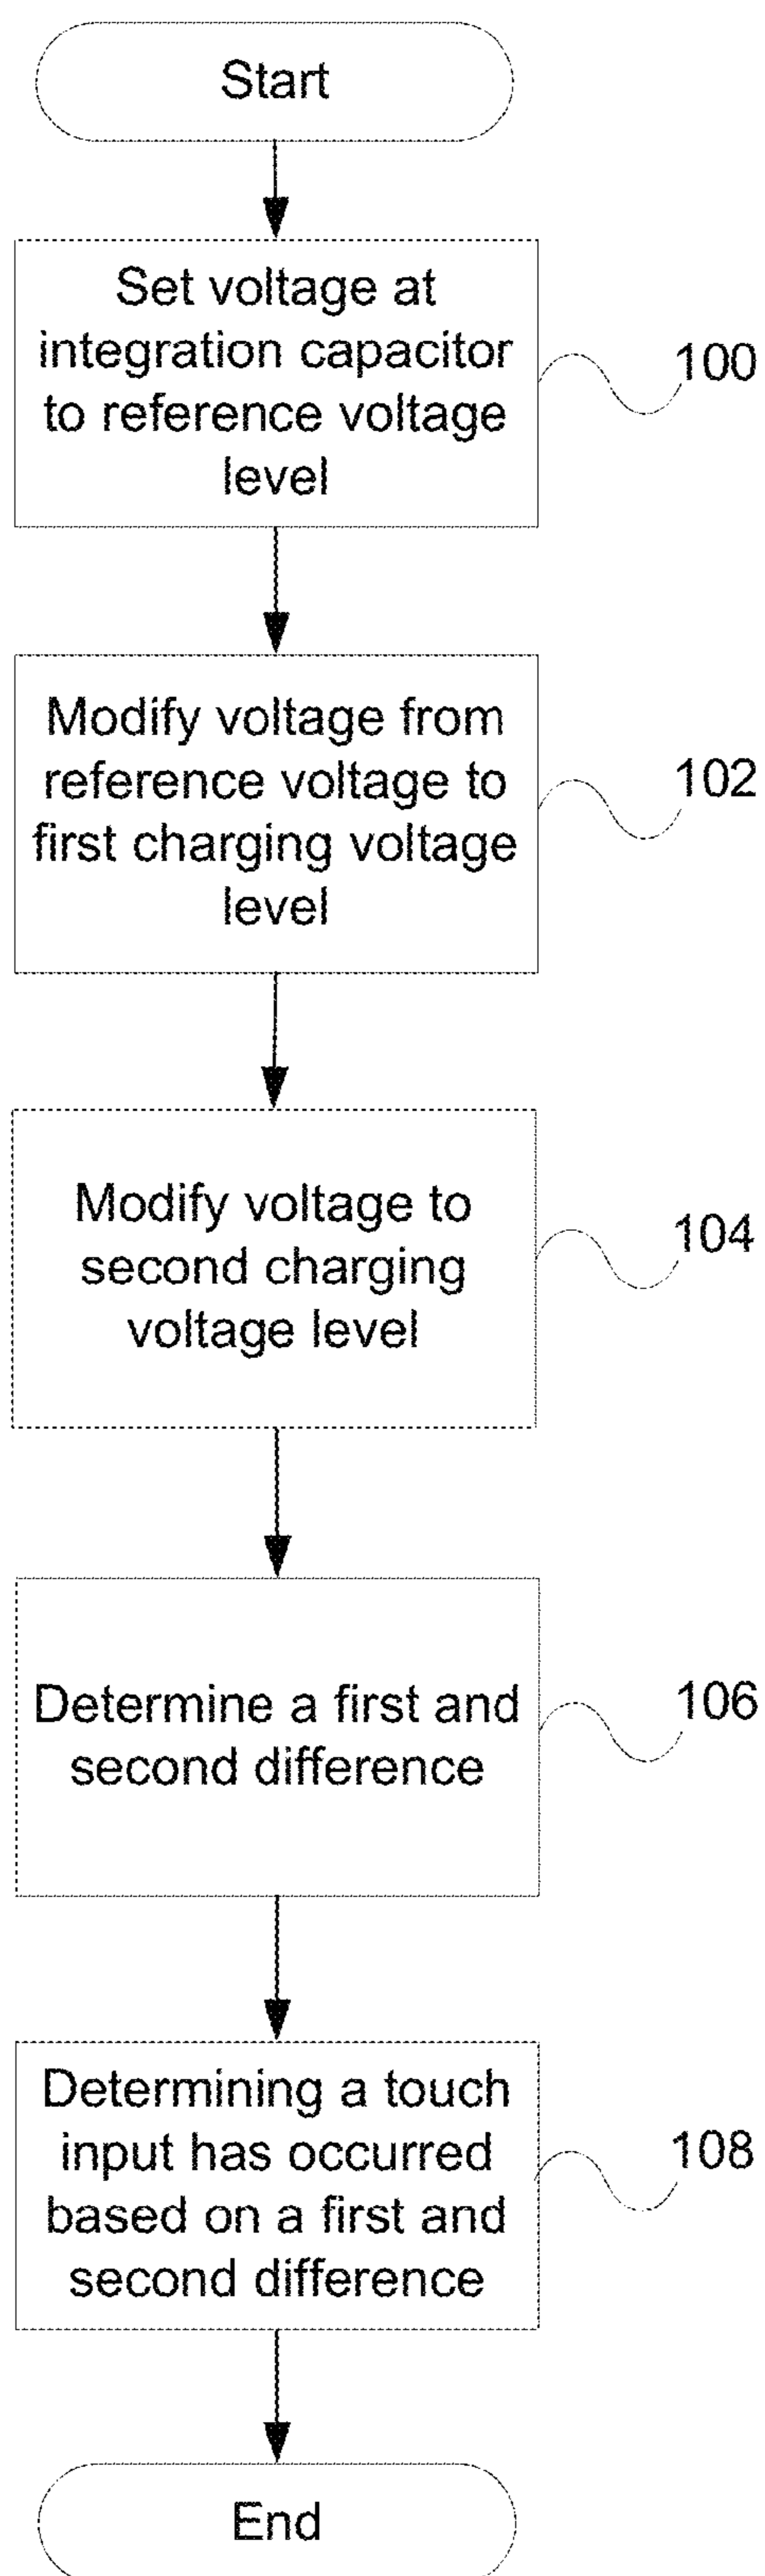 Start
Set voltage at
integration capacitor
to reference voltage
level
100
Modify voltage from
reference voltage to
first charging voltage
level
102
Modify voltage to
second charging
voltage level
104
Determine a first and
second difference
106
Determining a touch
input has occurred
based on a first and
second difference
108
End